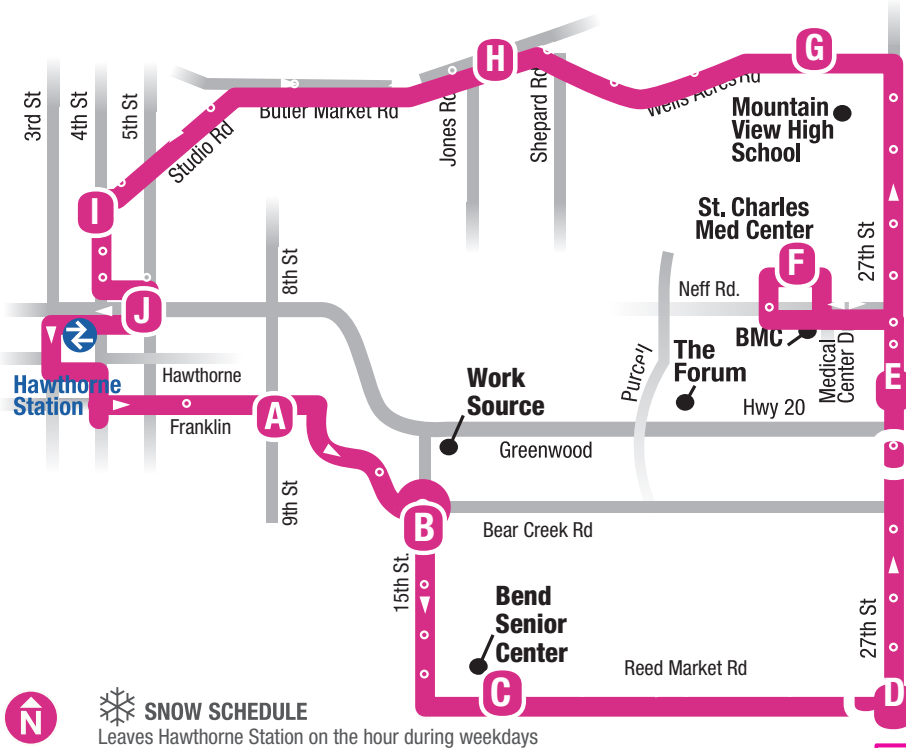 H
G
3rd St
4th St
5th St
Butler Market Rd
Studio Rd
Jones Rd
Shepard Rd
Wells Acres Rd
Mountain
View High
School
I
St. Charles
Med Center
F
27th St
8th St
Neff Rd.
J
BMC
Medical
Center D
Purcell
The
Forum
E
Hawthorne
Station
Hawthorne
Work
Source
Hwy 20
A
Franklin
Greenwood
9th St
B
Bear Creek Rd
15th St.
Bend
Senior
Center
27th St
Reed Market Rd
C
D
N
SNOW SCHEDULE
Leaves Hawthorne Station on the hour during weekdays